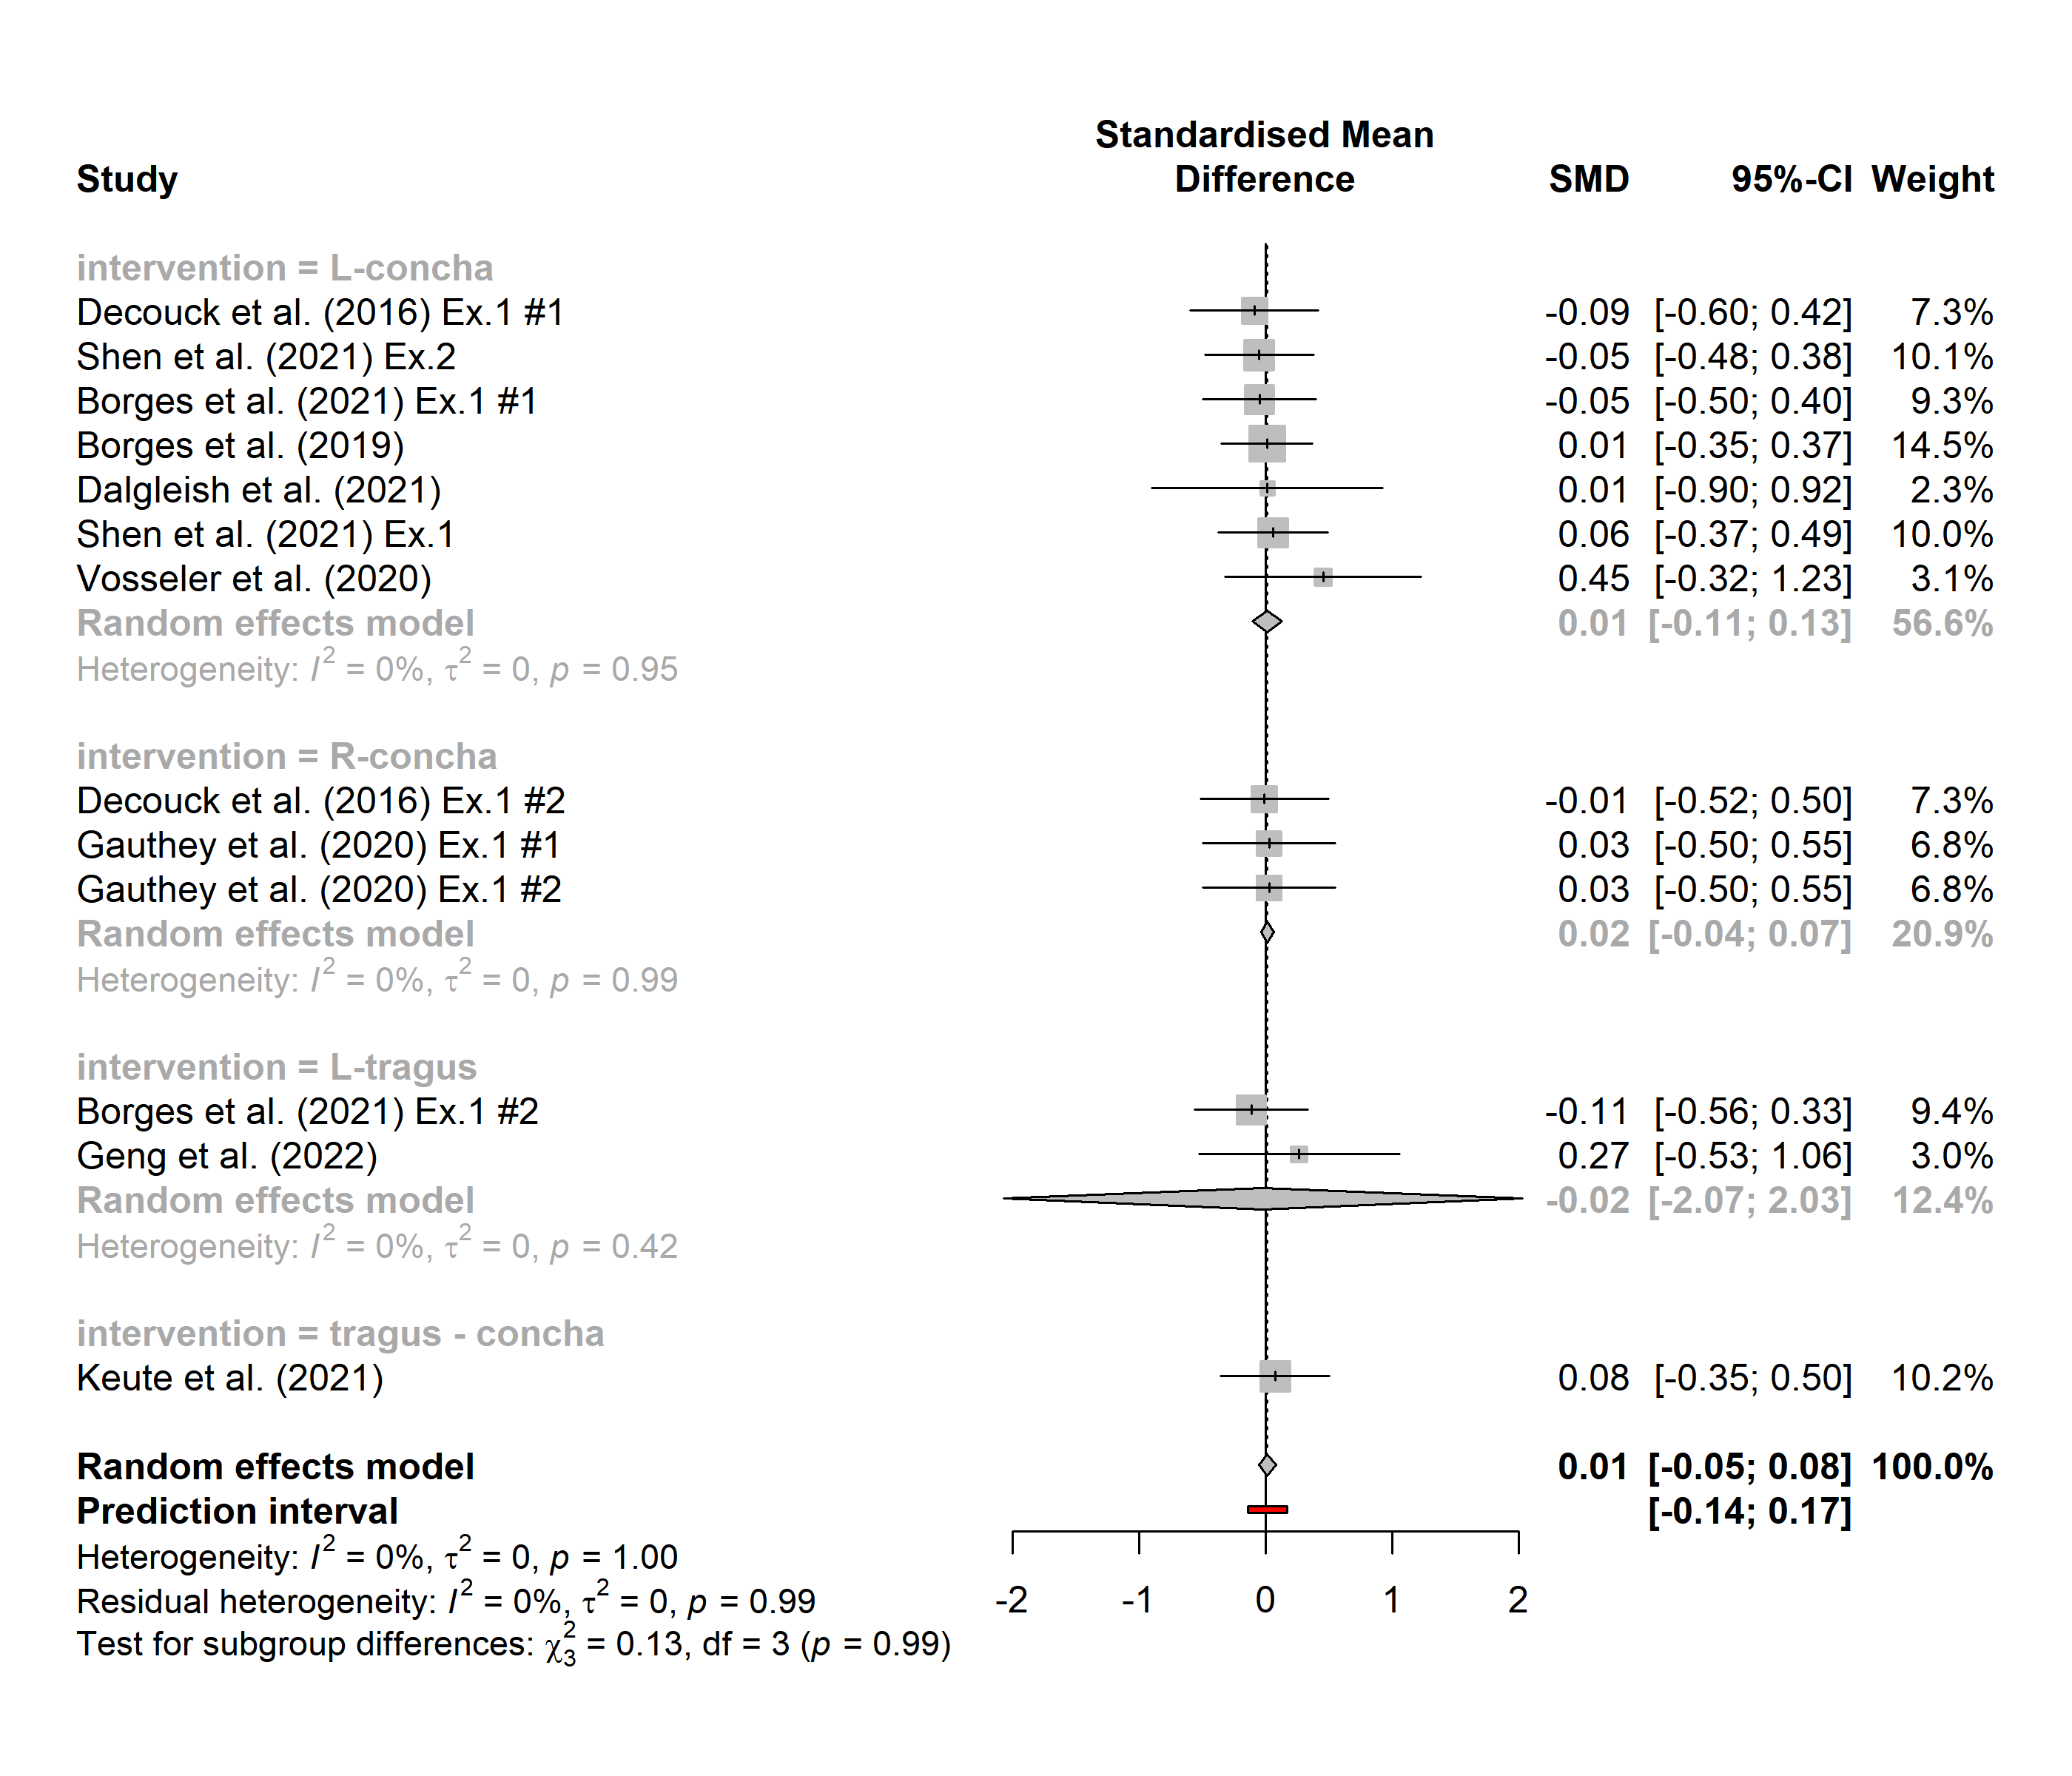 Standardised Mean
Study Difference SMD 95%-CI Weight
intervention = L-concha
Decouck et al. (2016) Ex.1 #1 -0.09 [-0.60; 0.42] 7.3%
Shen et al. (2021) Ex.2 -0.05 [-0.48; 0.38] 10.1%
Borges et al. (2021) Ex.1 #1 -0.05 [-0.50; 0.40] 9.3%
Borges et al. (2019) 0.01 [-0.35; 0.37] 14.5%
Dalgleish et al. (2021) 0.01 [-0.90; 0.92] 2.3%
Shen et al. (2021) Ex.1 0.06 [-0.37; 0.49] 10.0%
Vosseler et al. (2020) 0.45 [-0.32; 1.23] 3.1%
Random effects model 0.01 [-0.11; 0.13] 56.6%
Heterogeneity: I² = 0%, τ² = 0, p = 0.95
intervention = R-concha
Decouck et al. (2016) Ex.1 #2 -0.01 [-0.52; 0.50] 7.3%
Gauthey et al. (2020) Ex.1 #1 0.03 [-0.50; 0.55] 6.8%
Gauthey et al. (2020) Ex.1 #2 0.03 [-0.50; 0.55] 6.8%
Random effects model 0.02 [-0.04; 0.07] 20.9%
Heterogeneity: I² = 0%, τ² = 0, p = 0.99
intervention = L-tragus
Borges et al. (2021) Ex.1 #2 -0.11 [-0.56; 0.33] 9.4%
Geng et al. (2022) 0.27 [-0.53; 1.06] 3.0%
Random effects model -0.02 [-2.07; 2.03] 12.4%
Heterogeneity: I² = 0%, τ² = 0, p = 0.42
intervention = tragus - concha
Keute et al. (2021) 0.08 [-0.35; 0.50] 10.2%
Random effects model 0.01 [-0.05; 0.08] 100.0%
Prediction interval [-0.14; 0.17]
Heterogeneity: I² = 0%, τ² = 0, p = 1.00
Residual heterogeneity: I² = 0%, τ² = 0, p = 0.99
-2 -1 0 1 2
Test for subgroup differences: χ²₃ = 0.13, df = 3 (p = 0.99)